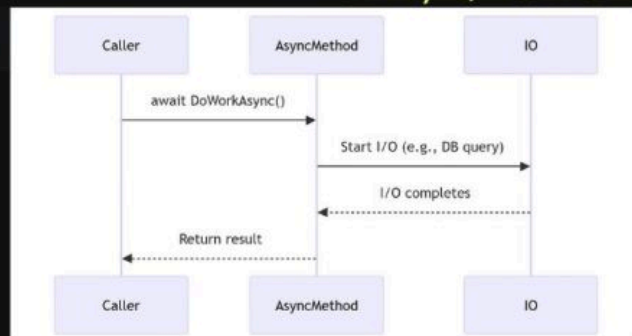 Caller AsyncMethod IO
await DoWorkAsync()
Start I/O (e.g., DB query)
I/O completes
Return result
Caller AsyncMethod IO